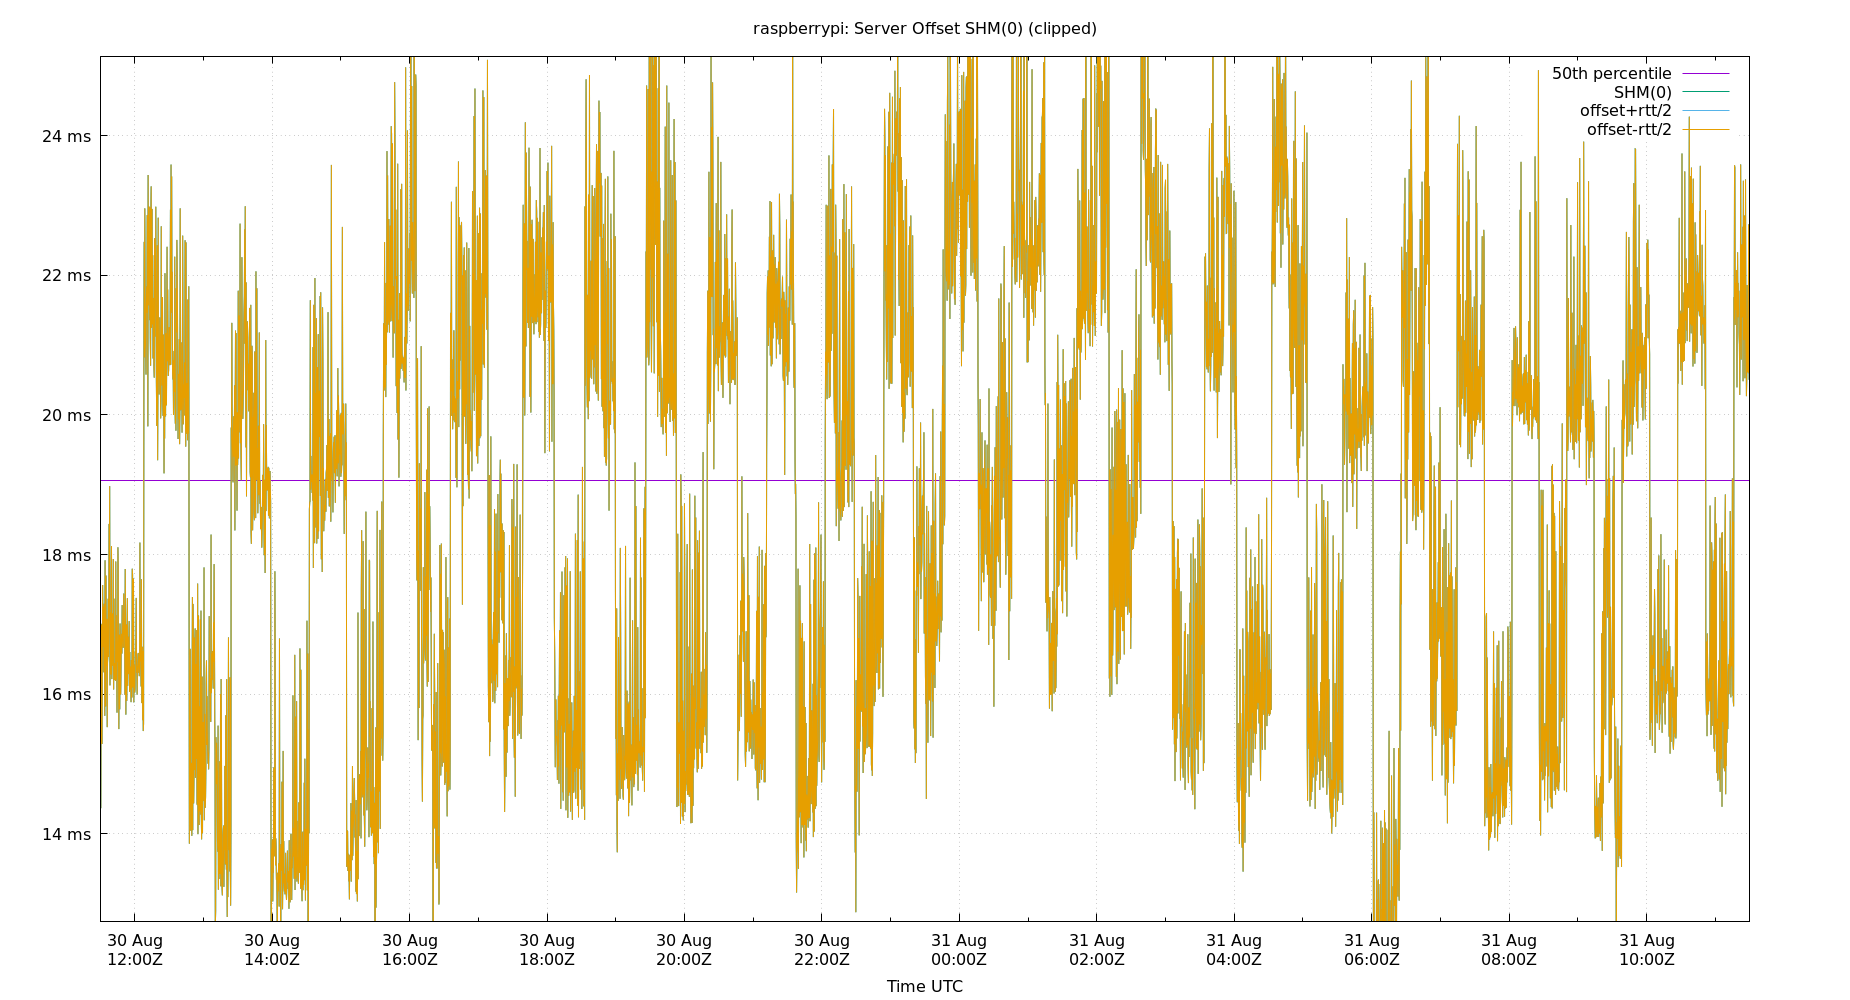 raspberrypi: Server Offset SHM(0) (clipped)
50th percentile
SHM(0)
offset+rtt/2
offset-rtt/2
24 ms
22 ms
20 ms
18 ms
16 ms
14 ms
30 Aug 30 Aug 30 Aug 30 Aug 30 Aug 30 Aug 31 Aug 31 Aug 31 Aug 31 Aug 31 Aug 31 Aug
12:00Z 14:00Z 16:00Z 18:00Z 20:00Z 22:00Z 00:00Z 02:00Z 04:00Z 06:00Z 08:00Z 10:00Z
Time UTC